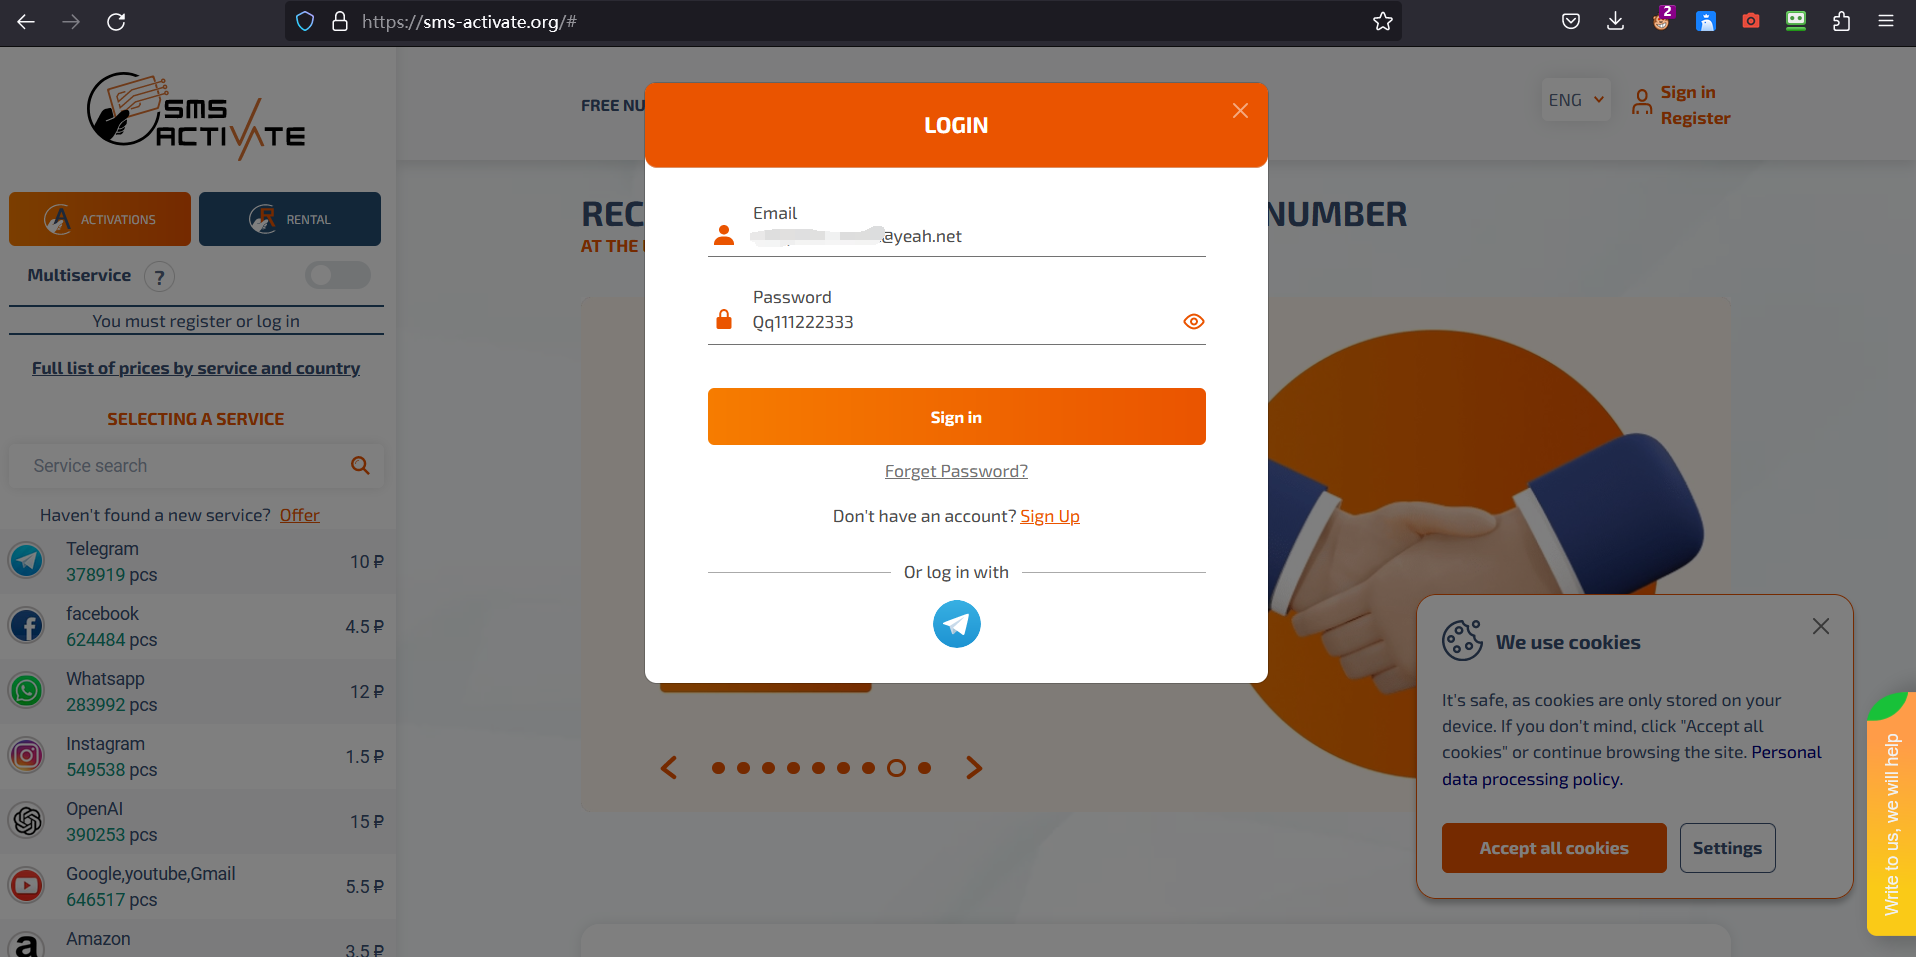 https://sms-activate.org/#
2
SMS
ACTIVATE
FREE NU
ENG
Sign in
Register
ACTIVATIONS
RENTAL
Multiservice ?
You must register or log in
Full list of prices by service and country
SELECTING A SERVICE
Service search
Haven't found a new service? Offer
Telegram
378919 pcs
10 ₽
facebook
624484 pcs
4.5 ₽
Whatsapp
283992 pcs
12 ₽
Instagram
549538 pcs
1.5 ₽
OpenAI
390253 pcs
15 ₽
Google,youtube,Gmail
646517 pcs
5.5 ₽
Amazon
3.5 ₽
REC
NUMBER
AT THE
LOGIN
Email
@yeah.net
Password
Qq111222333
Sign in
Forget Password?
Don't have an account? Sign Up
Or log in with
We use cookies
It's safe, as cookies are only stored on your
device. If you don't mind, click "Accept all
cookies" or continue browsing the site. Personal
data processing policy.
Accept all cookies
Settings
Write to us, we will help